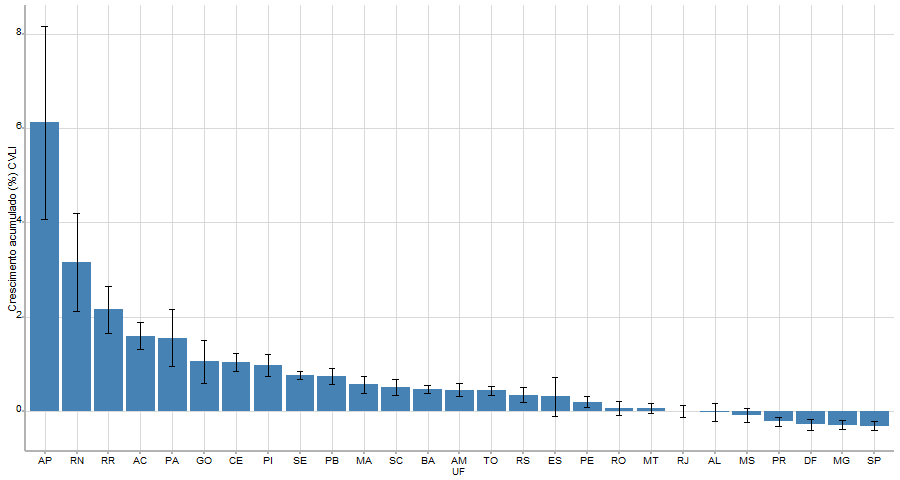 8
6
4
2
0
Crescimento acumulado (%) CVLI
AP RN RR AC PA GO CE PI SE PB MA SC BA AM TO RS ES PE RO MT RJ AL MS PR DF MG SP
UF